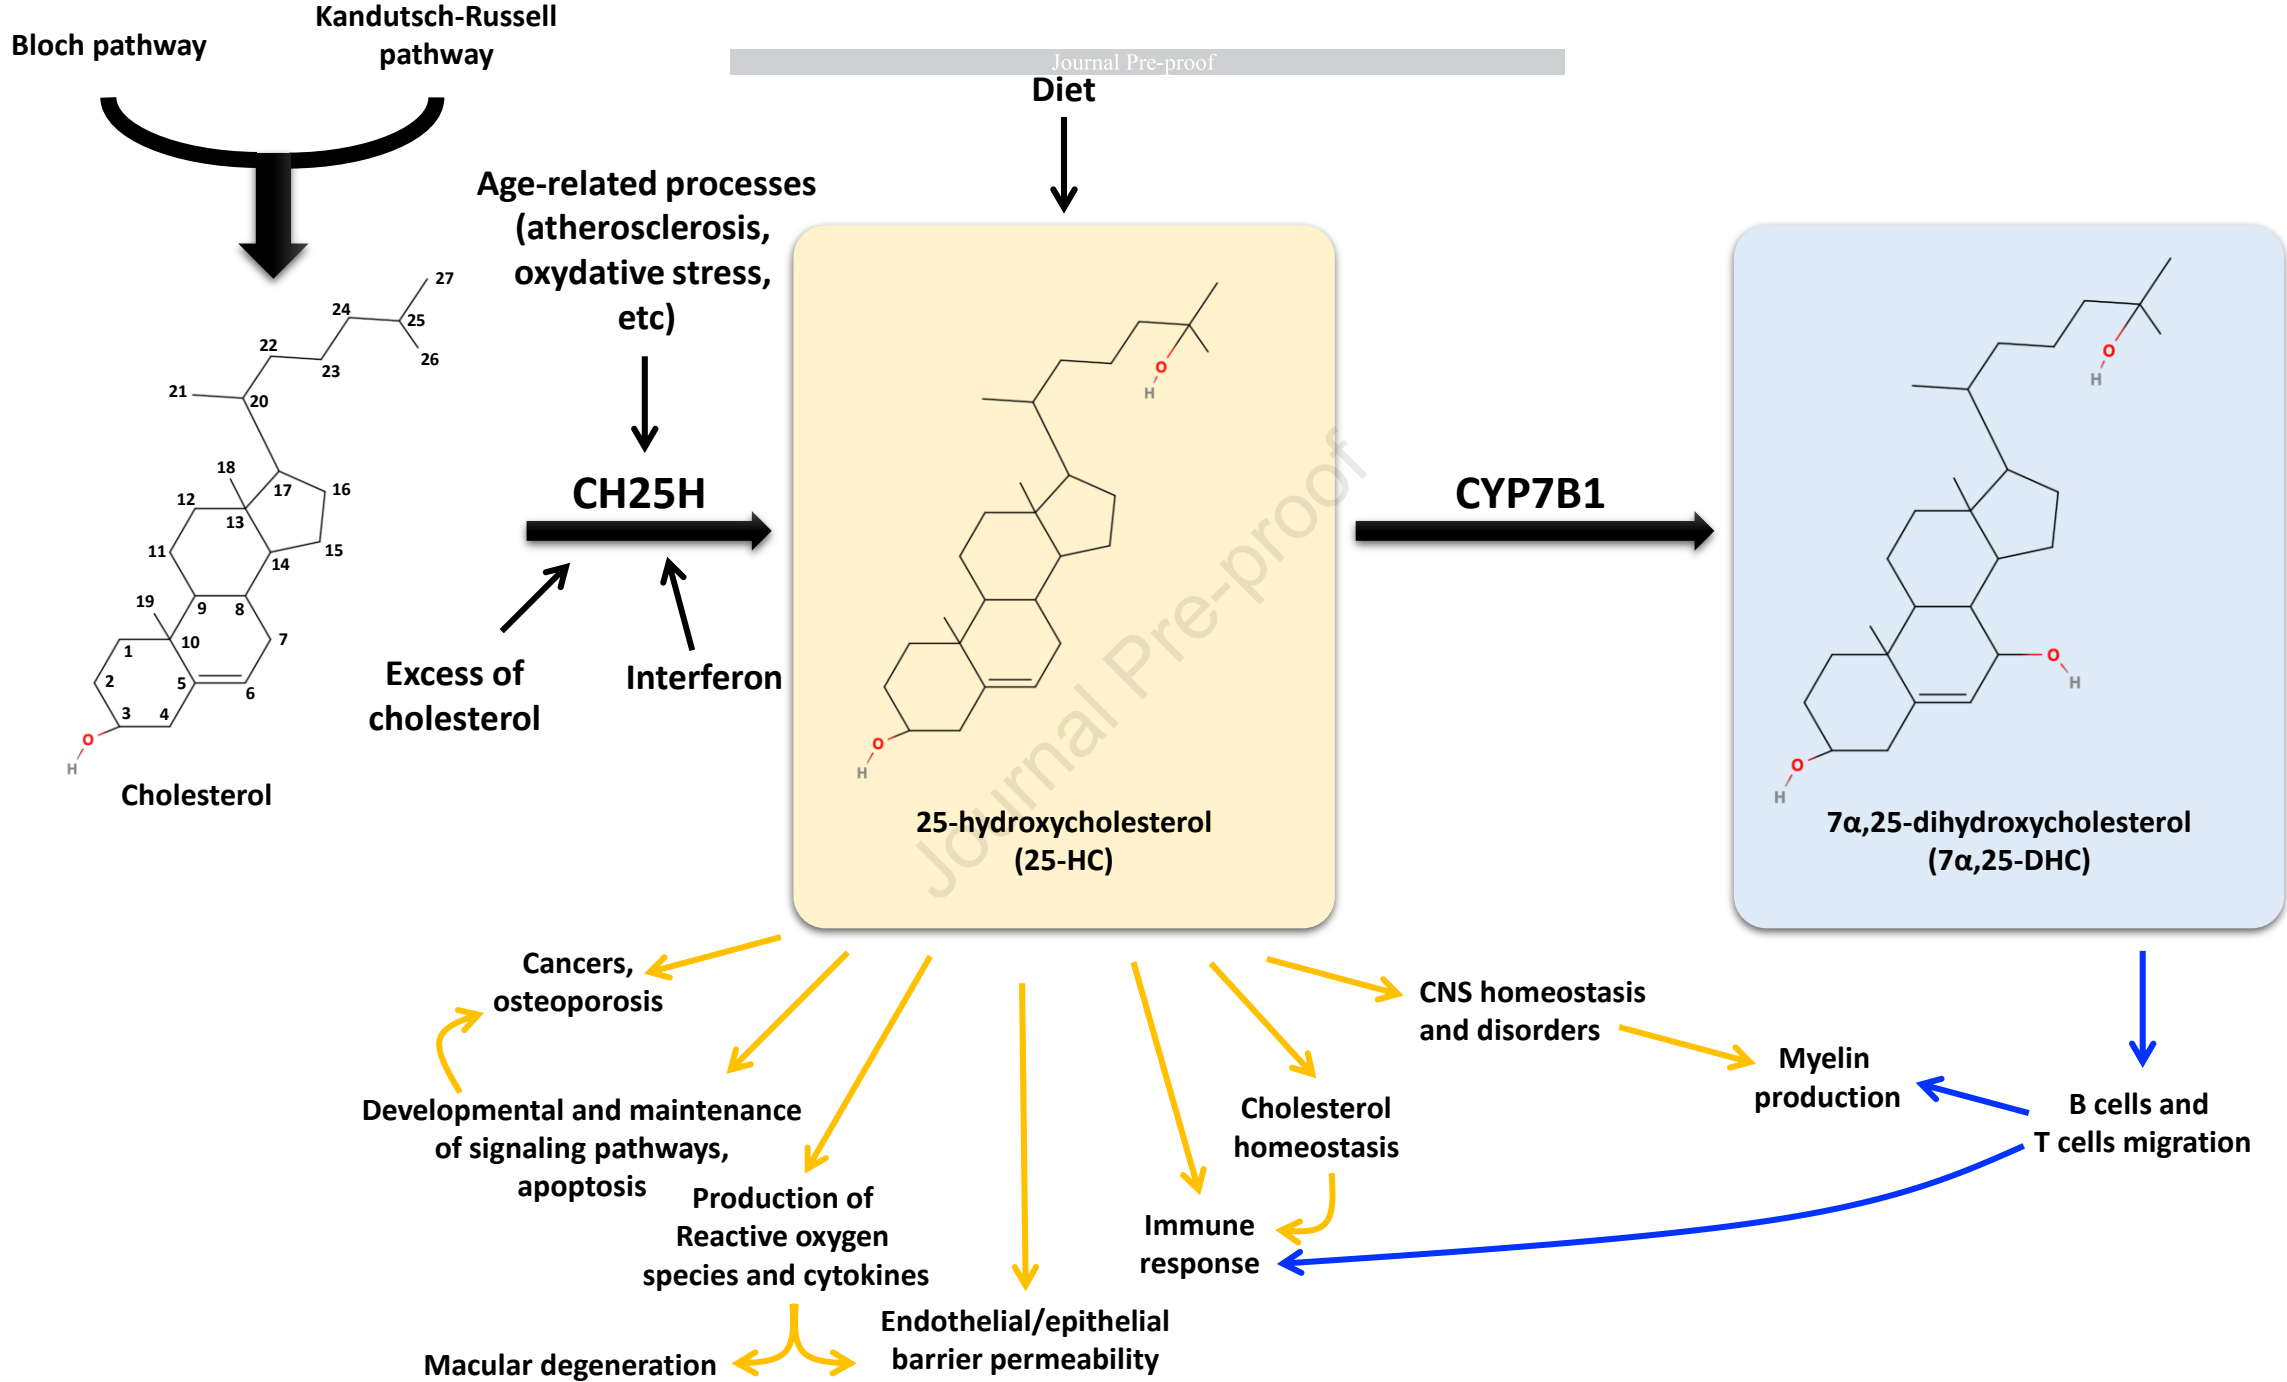 Bloch pathway
Kandutsch-Russell
pathway
Journal Pre-proof
Diet
Age-related processes
(atherosclerosis,
oxydative stress,
etc)
27
24
25
26
22
23
21
20
18
17
16
12
13
15
11
14
19
9
8
10
7
1
2
5
6
3
4
O
H
Cholesterol
CH25H
Excess of
cholesterol
Interferon
O
H
O
H
25-hydroxycholesterol
(25-HC)
Journal Pre-proof
CYP7B1
O
H
O
H
O
H
7α,25-dihydroxycholesterol
(7α,25-DHC)
Cancers,
osteoporosis
Developmental and maintenance
of signaling pathways,
apoptosis
Production of
Reactive oxygen
species and cytokines
Macular degeneration
Endothelial/epithelial
barrier permeability
Immune
response
Cholesterol
homeostasis
CNS homeostasis
and disorders
Myelin
production
B cells and
T cells migration